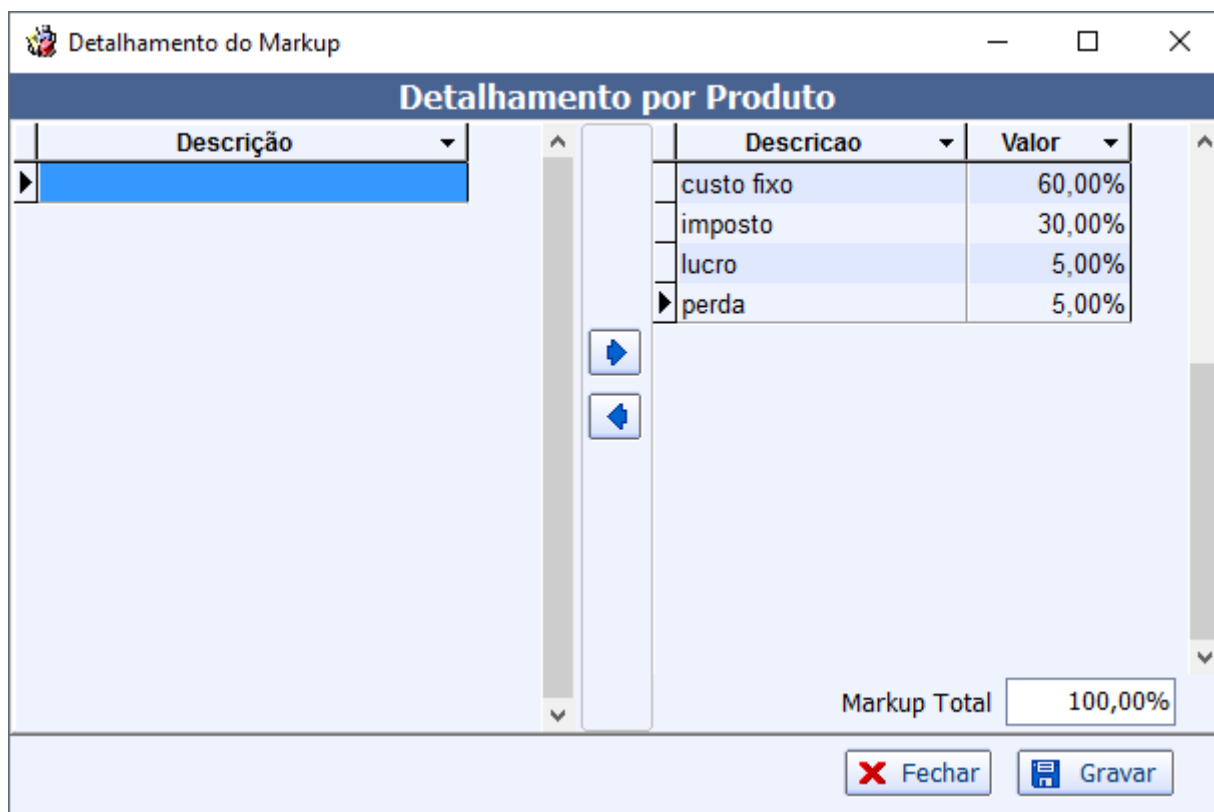 Detalhamento do Markup
Detalhamento por Produto
Descrição
Descricao Valor
custo fixo 60,00%
imposto 30,00%
lucro 5,00%
perda 5,00%
Markup Total 100,00%
Fechar Gravar